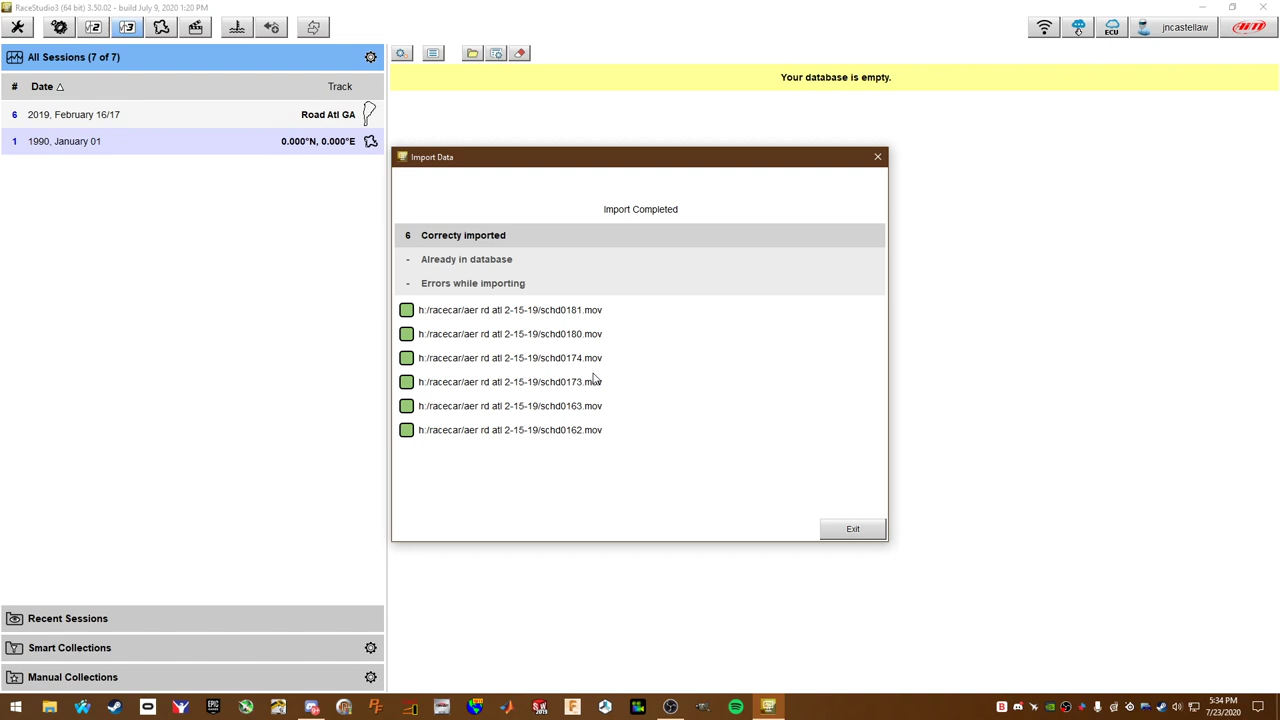 RaceStudio3 (64 bit) 3.50.02 - build July 9, 2020 1:20 PM)
2
3
ECU
jncastellaw
All Sessions (7 of 7)
# Date Track
6 2019, February 16/17 Road Atl GA
1 1990, January 01 0.000°N, 0.000°E
Your database is empty.
Import Data
Import Completed
6 Correcty imported
- Already in database
- Errors while importing
h:/racecar/aer rd atl 2-15-19/schd0181.mov
h:/racecar/aer rd atl 2-15-19/schd0180.mov
h:/racecar/aer rd atl 2-15-19/schd0174.mov
h:/racecar/aer rd atl 2-15-19/schd0173.mov
h:/racecar/aer rd atl 2-15-19/schd0163.mov
h:/racecar/aer rd atl 2-15-19/schd0162.mov
Exit
Recent Sessions
Smart Collections
Manual Collections
5:34 PM
7/23/2020